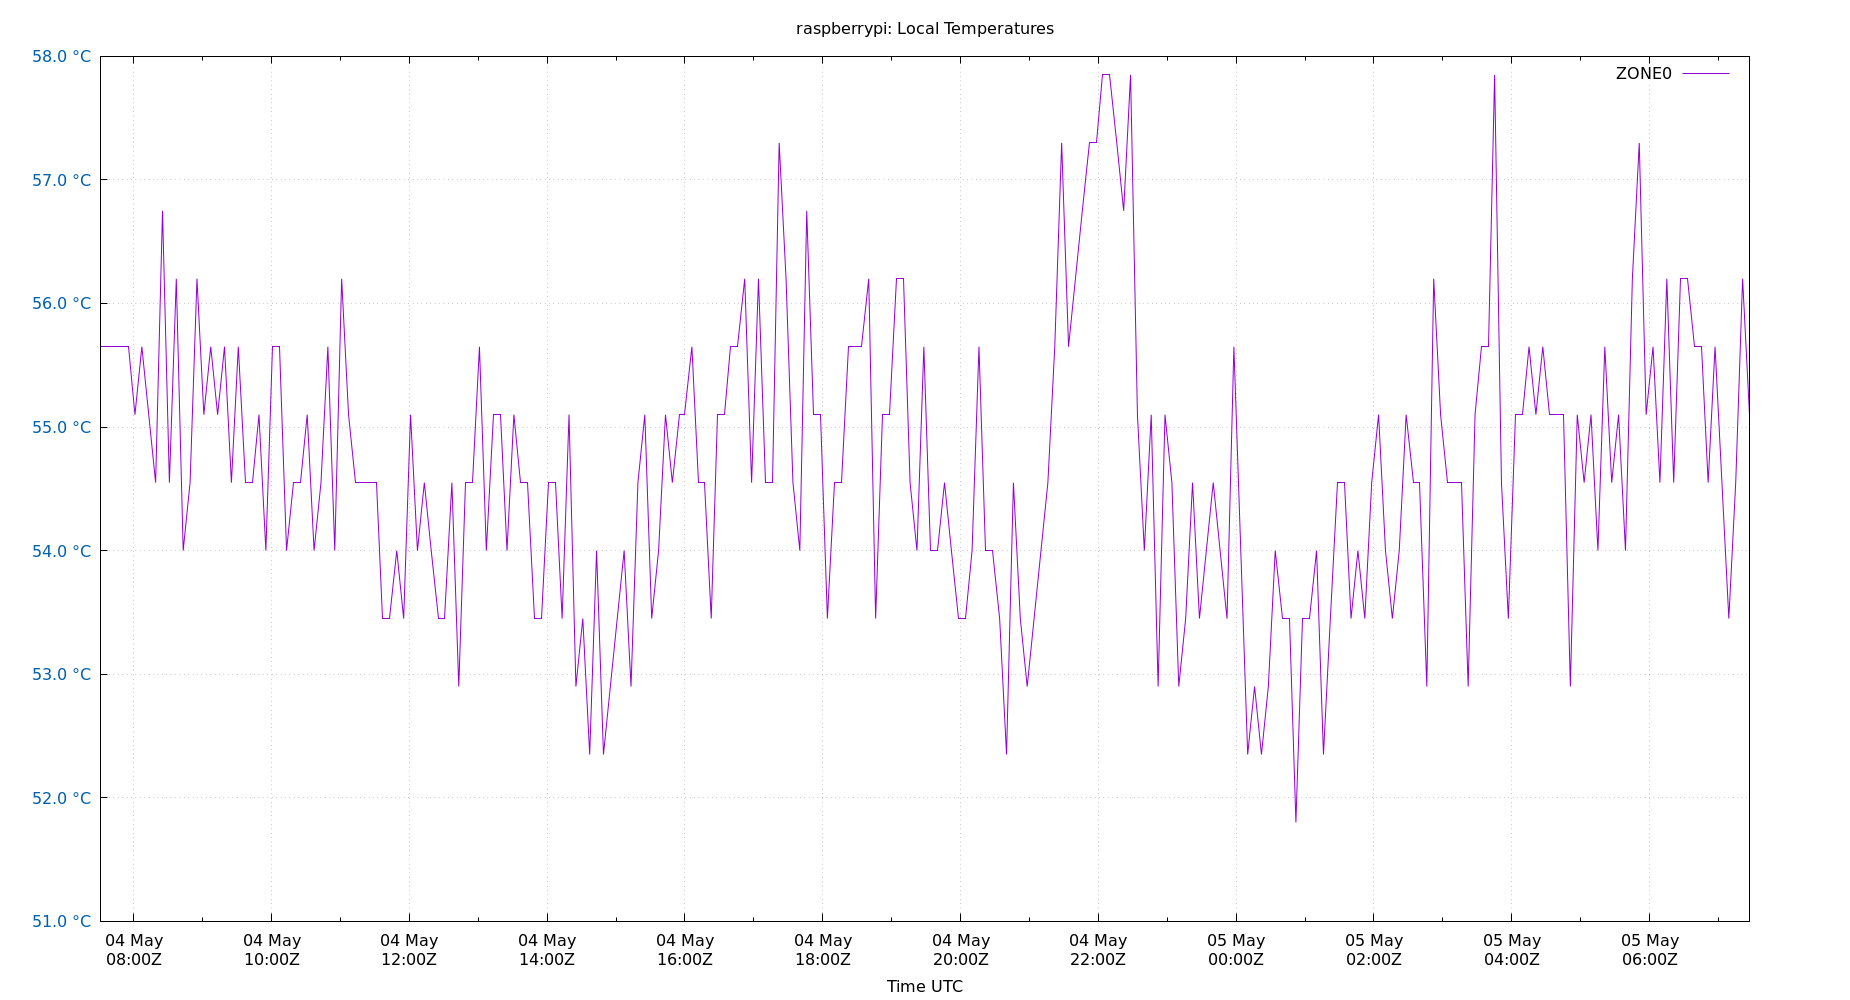 raspberrypi: Local Temperatures
58.0 °C
ZONE0
57.0 °C
56.0 °C
55.0 °C
54.0 °C
53.0 °C
52.0 °C
51.0 °C
04 May 04 May 04 May 04 May 04 May 04 May 04 May 04 May 05 May 05 May 05 May 05 May
08:00Z 10:00Z 12:00Z 14:00Z 16:00Z 18:00Z 20:00Z 22:00Z 00:00Z 02:00Z 04:00Z 06:00Z
Time UTC